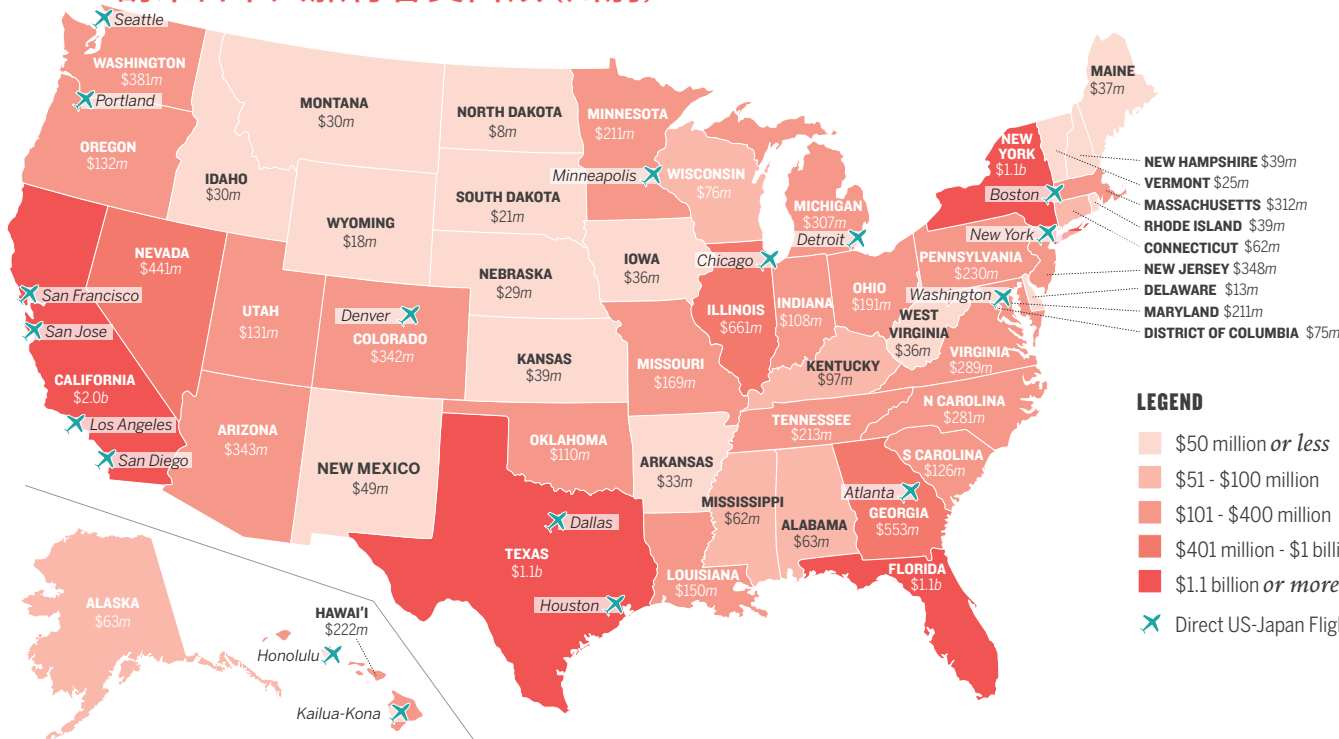 Seattle
WASHINGTON
$381m
Portland
OREGON
$132m
IDAHO
$30m
MONTANA
$30m
NORTH DAKOTA
$8m
MINNESOTA
$211m
Minneapolis
WISCONSIN
$76m
SOUTH DAKOTA
$21m
WYOMING
$18m
MICHIGAN
$307m
Detroit
MAINE
$37m
NEW
YORK
$1.1b
Boston
New York
NEW HAMPSHIRE $39m
VERMONT $25m
MASSACHUSETTS $312m
RHODE ISLAND $39m
CONNECTICUT $62m
NEW JERSEY $348m
DELAWARE $13m
MARYLAND $211m
DISTRICT OF COLUMBIA $75m
NEVADA
$441m
San Francisco
San Jose
CALIFORNIA
$2.0b
Los Angeles
San Diego
UTAH
$131m
Denver
COLORADO
$342m
NEBRASKA
$29m
IOWA
$36m
Chicago
ILLINOIS
$661m
INDIANA
$108m
OHIO
$191m
PENNSYLVANIA
$230m
Washington
WEST
VIRGINIA
$36m
VIRGINIA
$289m
KENTUCKY
$97m
KANSAS
$39m
MISSOURI
$169m
ARIZONA
$343m
NEW MEXICO
$49m
OKLAHOMA
$110m
ARKANSAS
$33m
TENNESSEE
$213m
N CAROLINA
$281m
S CAROLINA
$126m
Atlanta
GEORGIA
$553m
MISSISSIPPI
$62m
ALABAMA
$63m
Dallas
TEXAS
$1.1b
Houston
LOUISIANA
$150m
FLORIDA
$1.1b
ALASKA
$63m
HAWAI'I
$222m
Honolulu
Kailua-Kona
LEGEND
$50 million or less
$51 - $100 million
$101 - $400 million
$401 million - $1 billi
$1.1 billion or more
Direct US-Japan Fligh